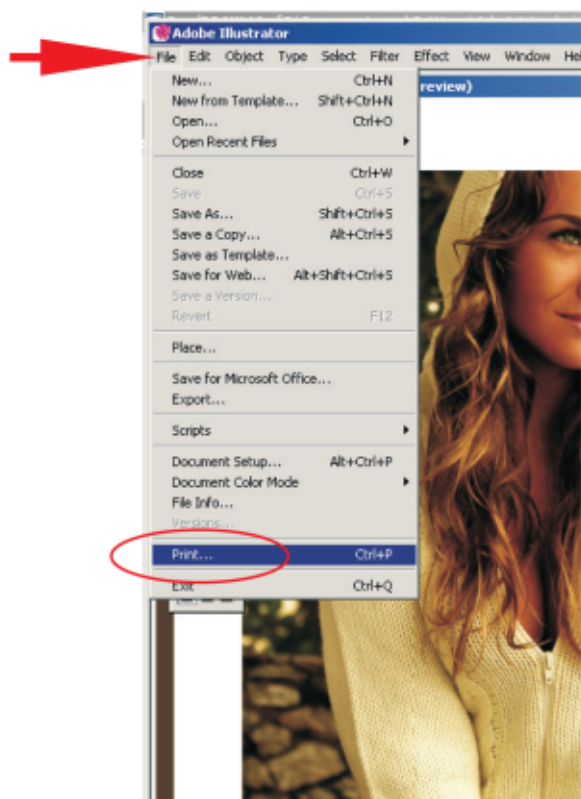 Adobe Illustrator
File Edit Object Type Select Filter Effect View Window Hel
review)
New... Ctrl+N
New from Template... Shift+Ctrl+N
Open... Ctrl+O
Open Recent Files
Close Ctrl+W
Save Ctrl+S
Save As... Shift+Ctrl+S
Save a Copy... Alt+Ctrl+S
Save as Template...
Save for Web... Alt+Shift+Ctrl+S
Save a Version...
Revert F12
Place...
Save for Microsoft Office...
Export...
Scripts
Document Setup... Alt+Ctrl+P
Document Color Mode
File Info...
Versions...
Print... Ctrl+P
Exit Ctrl+Q